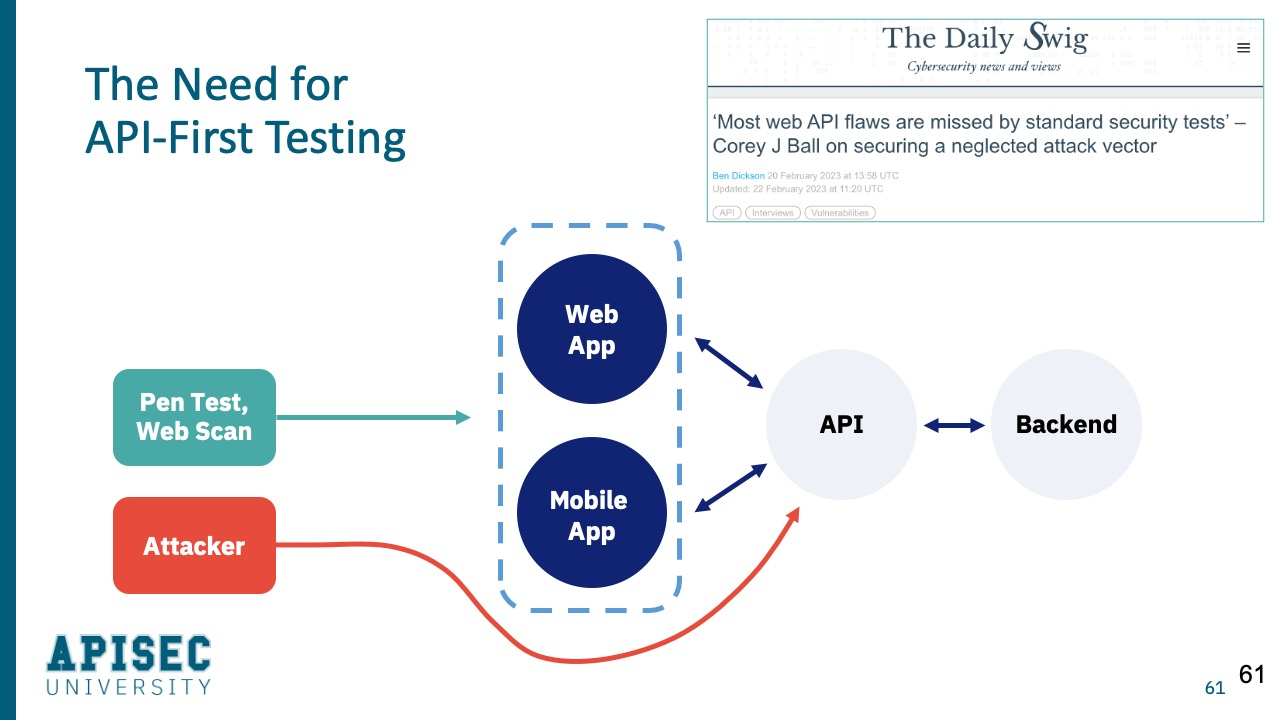 The Need for
API-First Testing
The Daily Swig
Cybersecurity news and views
‘Most web API flaws are missed by standard security tests’ –
Corey J Ball on securing a neglected attack vector
Ben Dickson 20 February 2023 at 13:58 UTC
Updated: 22 February 2023 at 11:20 UTC
API Interviews Vulnerabilities
Web
App
Pen Test,
Web Scan
API
Backend
Mobile
App
Attacker
APISEC
UNIVERSITY
61
61